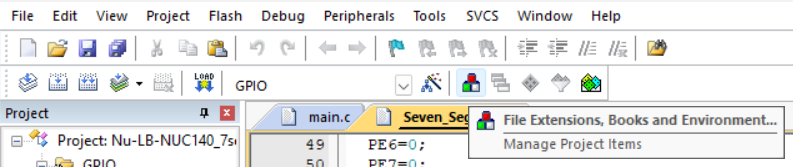 File Edit View Project Flash Debug Peripherals Tools SVCS Window Help
LOAD
GPIO
Project
main.c
Seven_Seg
File Extensions, Books and Environment...
Manage Project Items
Project: Nu-LB-NUC140_7s
49 PE6=0;
GPIO
50 PE7=0;